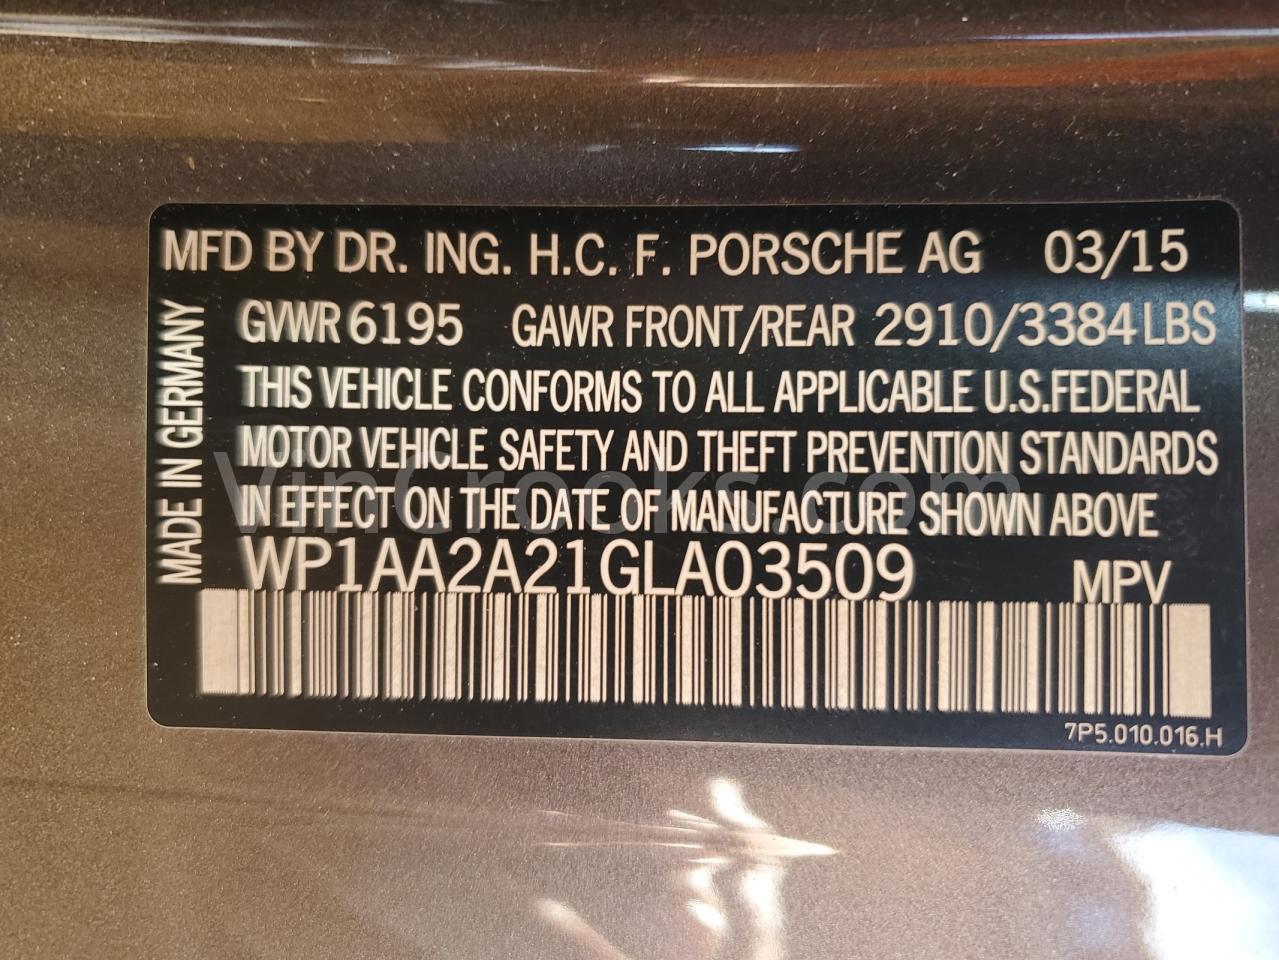 MFD BY DR. ING. H.C. F. PORSCHE AG 03/15
GVWR 6195 GAWR FRONT/REAR 2910/3384 LBS
THIS VEHICLE CONFORMS TO ALL APPLICABLE U.S.FEDERAL
MOTOR VEHICLE SAFETY AND THEFT PREVENTION STANDARDS
IN EFFECT ON THE DATE OF MANUFACTURE SHOWN ABOVE
WP1AA2A21GLA03509 MPV
7P5.010.016.H
MADE IN GERMANY
VinCrooks.com